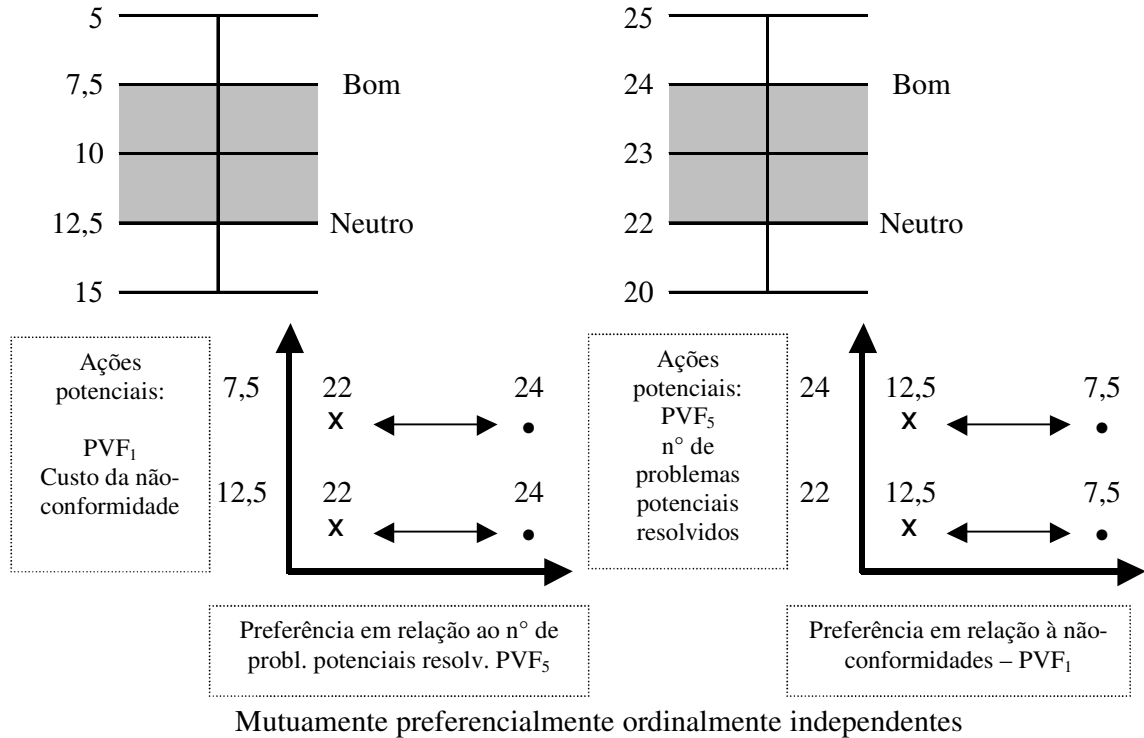 5
7,5 Bom
10
12,5 Neutro
15
25
24 Bom
23
22 Neutro
20
Ações
potenciais:
PVF1
Custo da não-
conformidade
7,5 22 24
X
12,5 22 24
X
Preferência em relação ao n° de
probl. potenciais resolv. PVF5
Ações
potenciais:
PVF5
n° de
problemas
potenciais
resolvidos
24 12,5 7,5
X
22 12,5 7,5
X
Preferência em relação à não-
conformidades – PVF1
Mutuamente preferencialmente ordinalmente independentes